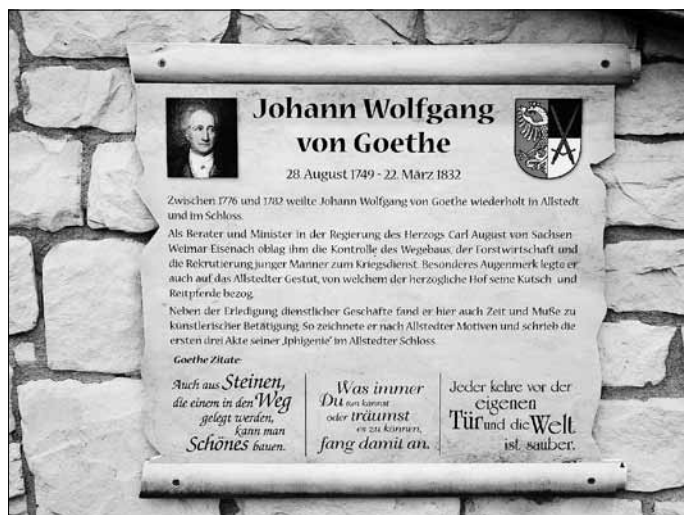 Johann Wolfgang
von Goethe
28. August 1749 - 22. März 1832
Zwischen 1776 und 1782 weilte Johann Wolfgang von Goethe wiederholt in Allstedt
und im Schloss.
Als Berater und Minister in der Regierung des Herzogs Carl August von Sachsen-
Weimar-Eisenach oblag ihm die Kontrolle des Wegebaus, der Forstwirtschaft und
die Rekrutierung junger Männer zum Kriegsdienst. Besonderes Augenmerk legte er
auch auf das Allstedter Gestüt, von welchem der herzogliche Hof seine Kutsch- und
Reitpferde bezog.
Neben der Erledigung dienstlicher Geschäfte fand er hier auch Zeit und Muße zu
künstlerischer Betätigung. So zeichnete er nach Allstedter Motiven und schrieb die
ersten drei Akte seiner „Iphigenie" im Allstedter Schloss.
Goethe Zitate:
Auch aus Steinen,
die einem in den Weg
gelegt werden,
kann man
Schönes bauen.
Was immer
Du tun kannst
oder träumst
es zu können,
fang damit an.
Jeder kehre vor der
eigenen
Tür und die Welt
ist sauber.